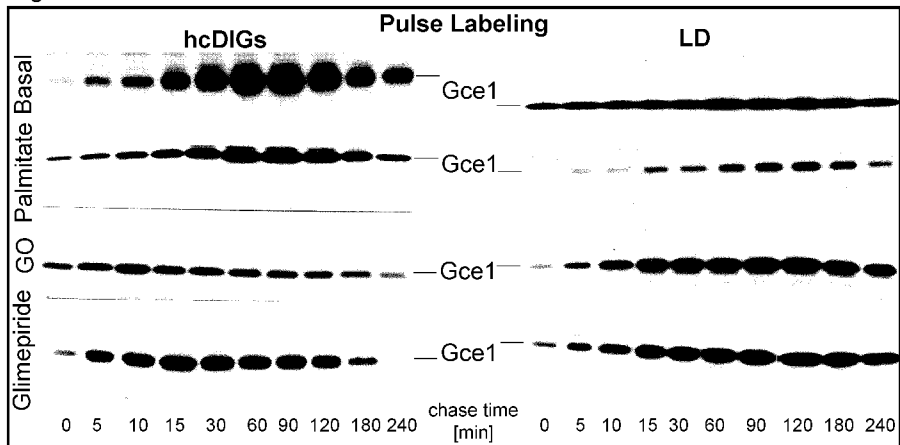 Pulse Labeling
hcDIGs
LD
Basal
Gce1
Palmitate
Gce1
GO
Gce1
Glimepiride
Gce1
0 5 10 15 30 60 90 120 180 240
chase time
[min]
0 5 10 15 30 60 90 120 180 240